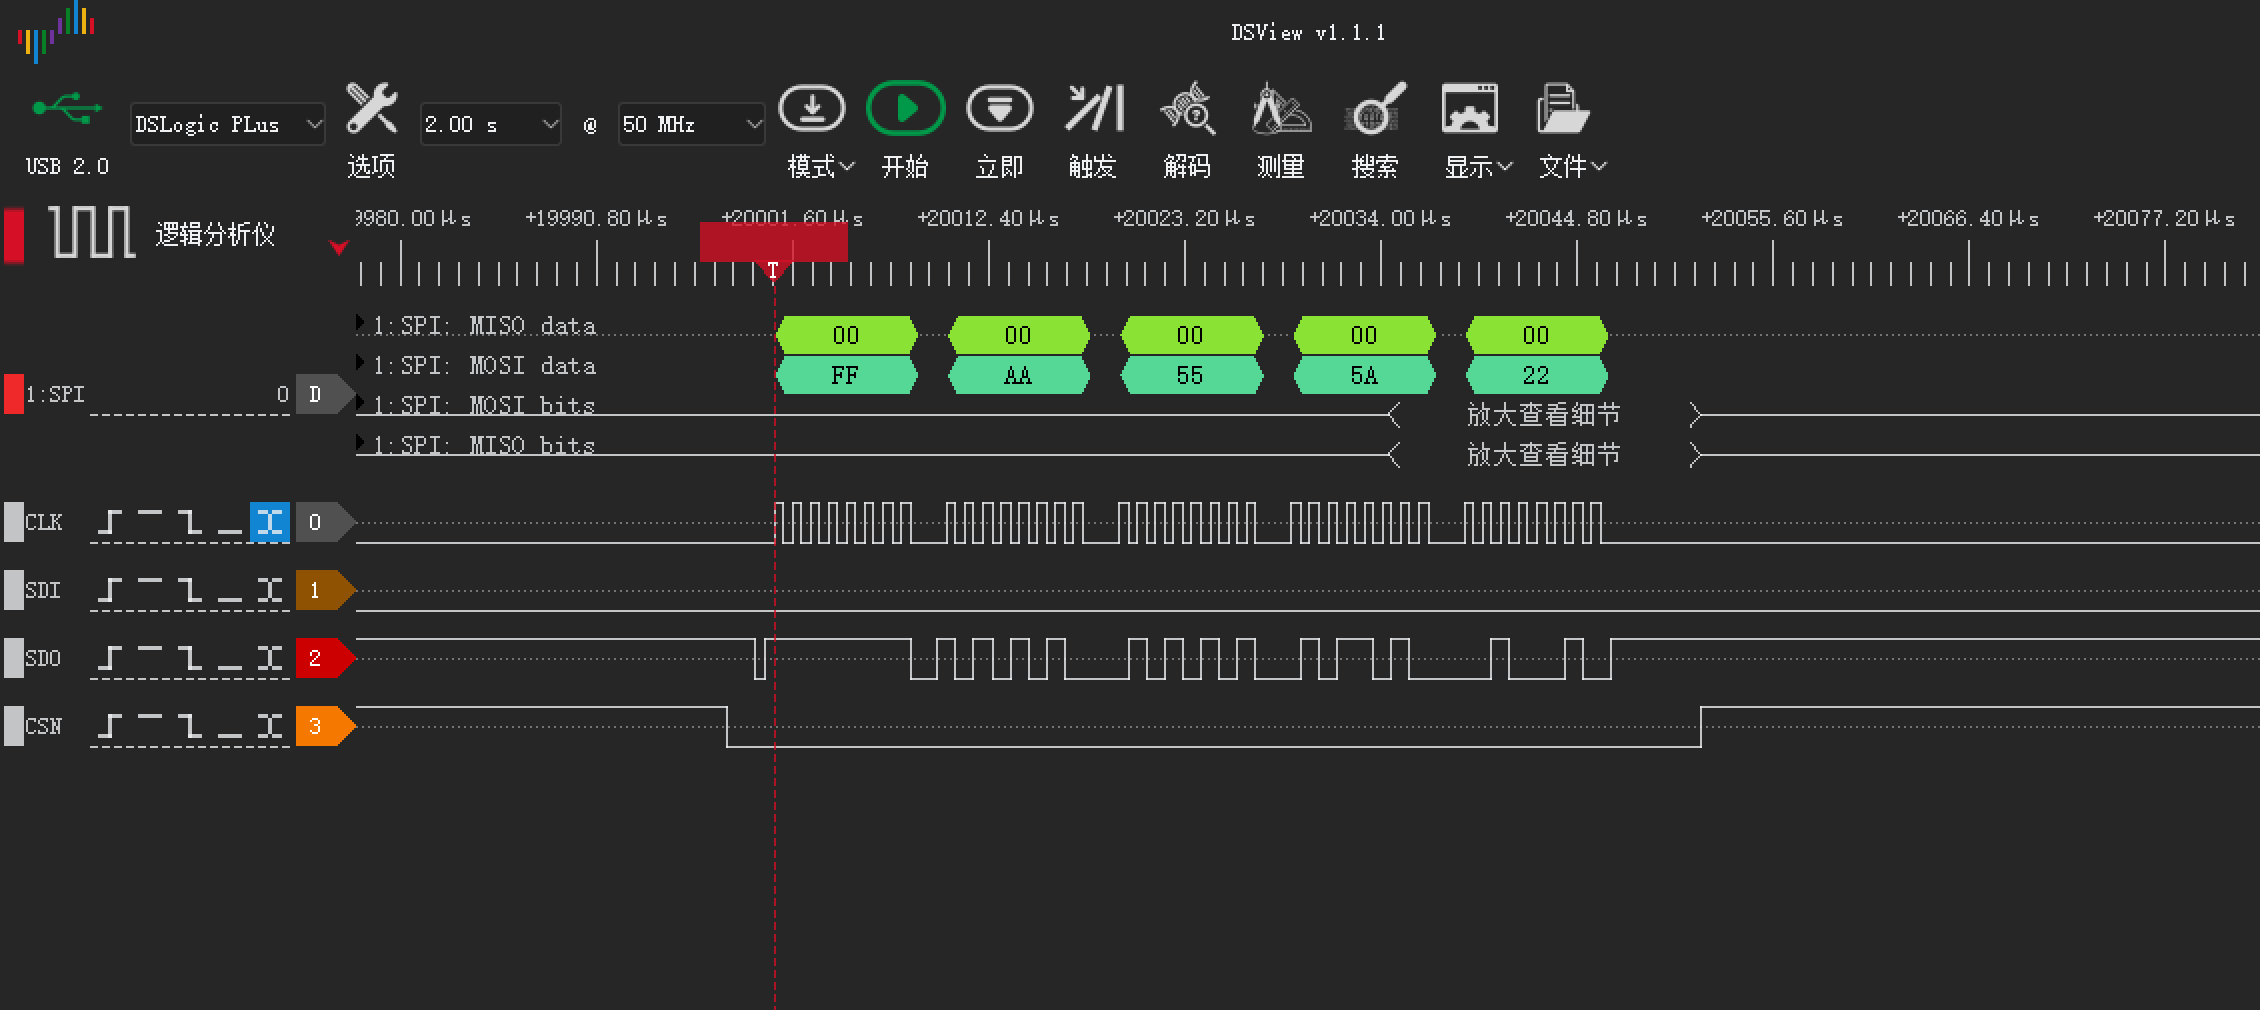 DSView v1.1.1
DSLogic PLus 2.00 s @ 50 MHz
USB 2.0 选项 模式 开始 立即 触发 解码 测量 搜索 显示 文件
逻辑分析仪
9980.00μs +19990.80μs +20001.60μs +20012.40μs +20023.20μs +20034.00μs +20044.80μs +20055.60μs +20066.40μs +20077.20μs
T
1:SPI: MISO data 00 00 00 00 00
1:SPI: MOSI data FF AA 55 5A 22
1:SPI 0 D
1:SPI: MOSI bits 放大查看细节
1:SPI: MISO bits 放大查看细节
CLK 0
SDI 1
SDO 2
CSN 3